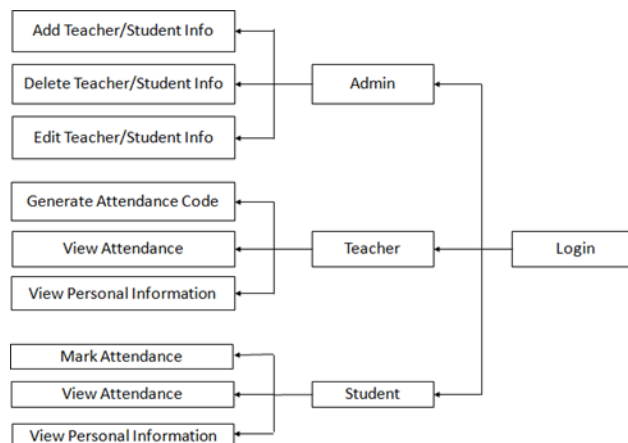 Add Teacher/Student Info
Delete Teacher/Student Info
Admin
Edit Teacher/Student Info
Generate Attendance Code
View Attendance
Teacher
Login
View Personal Information
Mark Attendance
View Attendance
Student
View Personal Information